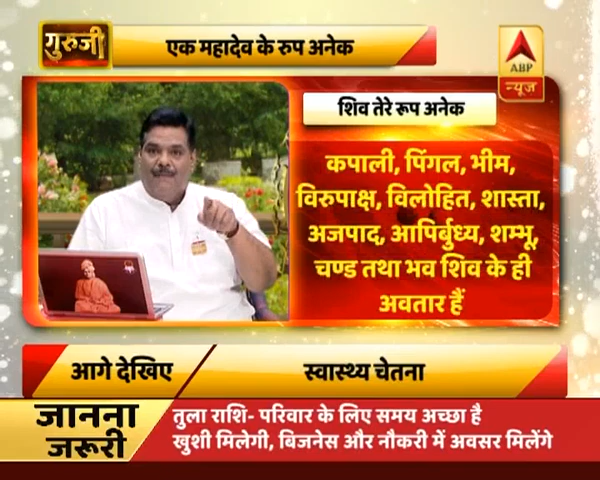 गुरुजी
एक महादेव के रुप अनेक
ABP
न्यूज़
शिव तेरे रूप अनेक
कपाली, पिंगल, भीम,
विरुपाक्ष, विलोहित, शास्ता,
अजपाद, आपिर्बुध्य, शम्भू,
चण्ड तथा भव शिव के ही
अवतार हैं
आगे देखिए
स्वास्थ्य चेतना
जानना
जरूरी
तुला राशि- परिवार के लिए समय अच्छा है
खुशी मिलेगी, बिजनेस और नौकरी में अवसर मिलेंगे